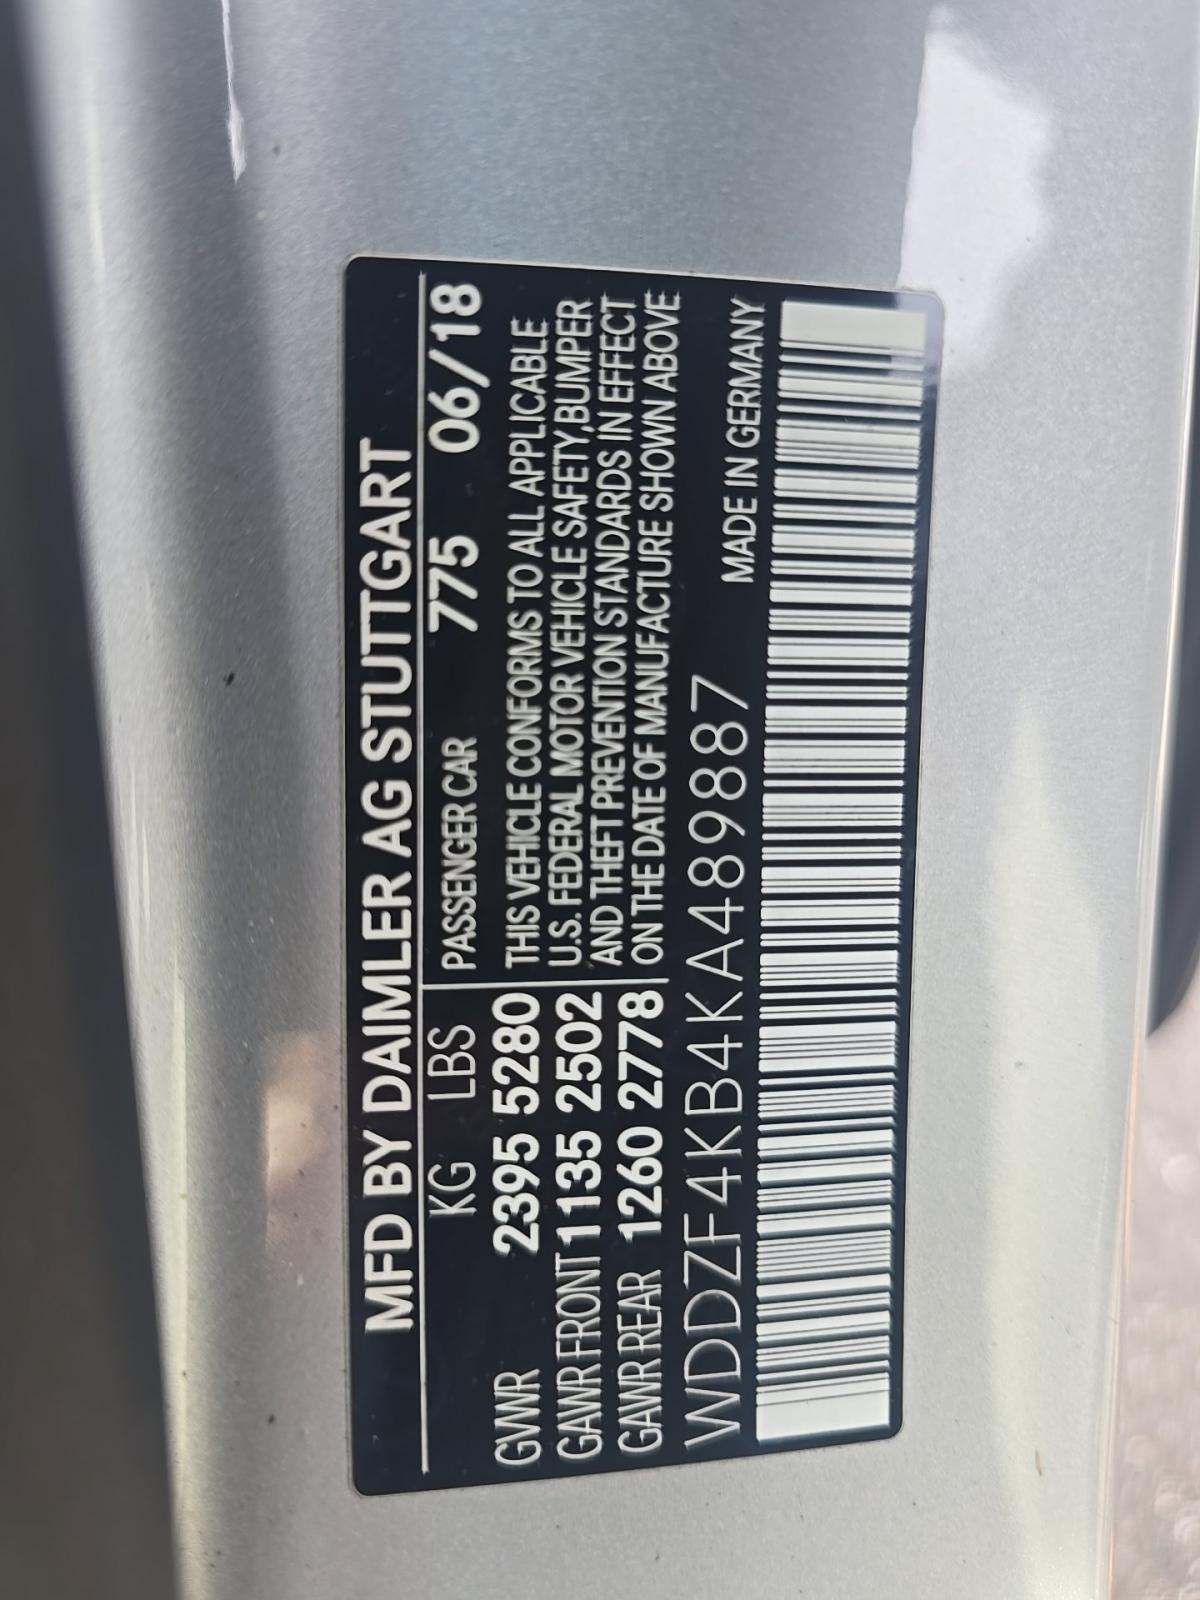 MFD BY DAIMLER AG STUTTGART
KG LBS PASSENGER CAR 775 06/18
GVWR 2395 5280 THIS VEHICLE CONFORMS TO ALL APPLICABLE
U.S. FEDERAL MOTOR VEHICLE SAFETY,BUMPER
GAWR FRONT 1135 2502 AND THEFT PREVENTION STANDARDS IN EFFECT
GAWR REAR 1260 2778 ON THE DATE OF MANUFACTURE SHOWN ABOVE
WDDZF4KB4KA489887 MADE IN GERMANY